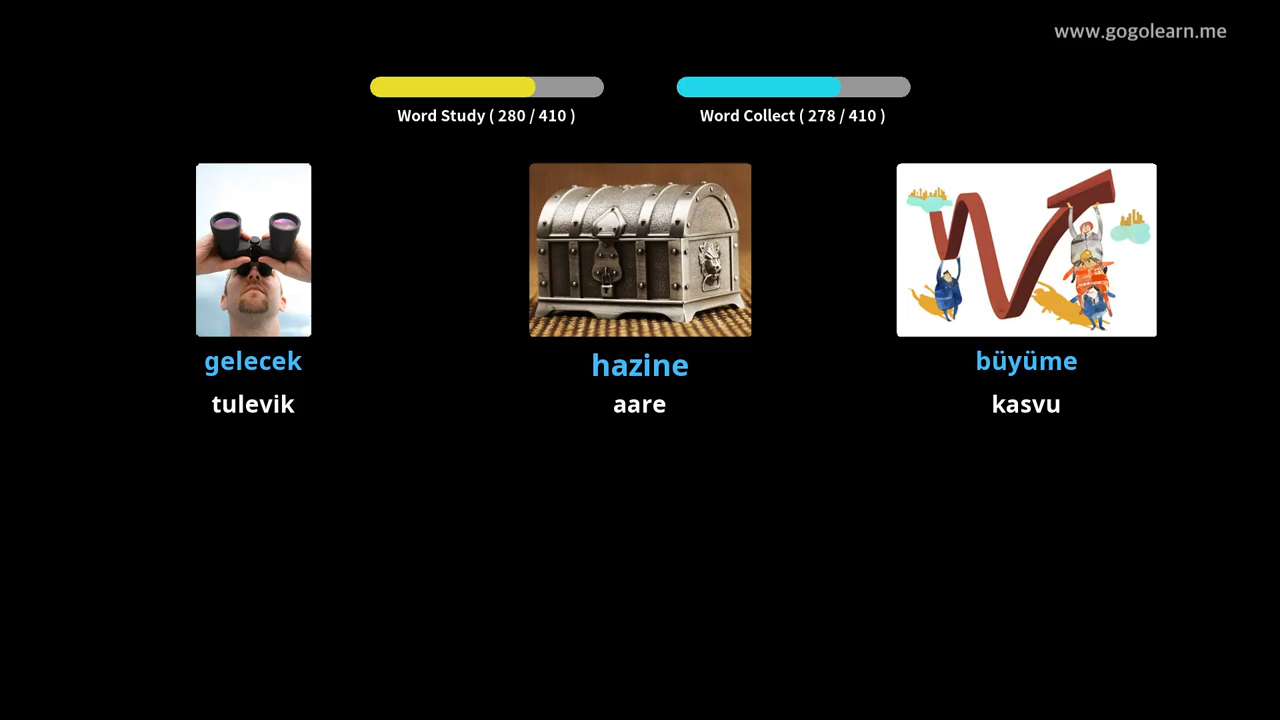 www.gogolearn.me
Word Study ( 280 / 410 )
Word Collect ( 278 / 410 )
gelecek
tulevik
hazine
aare
büyüme
kasvu